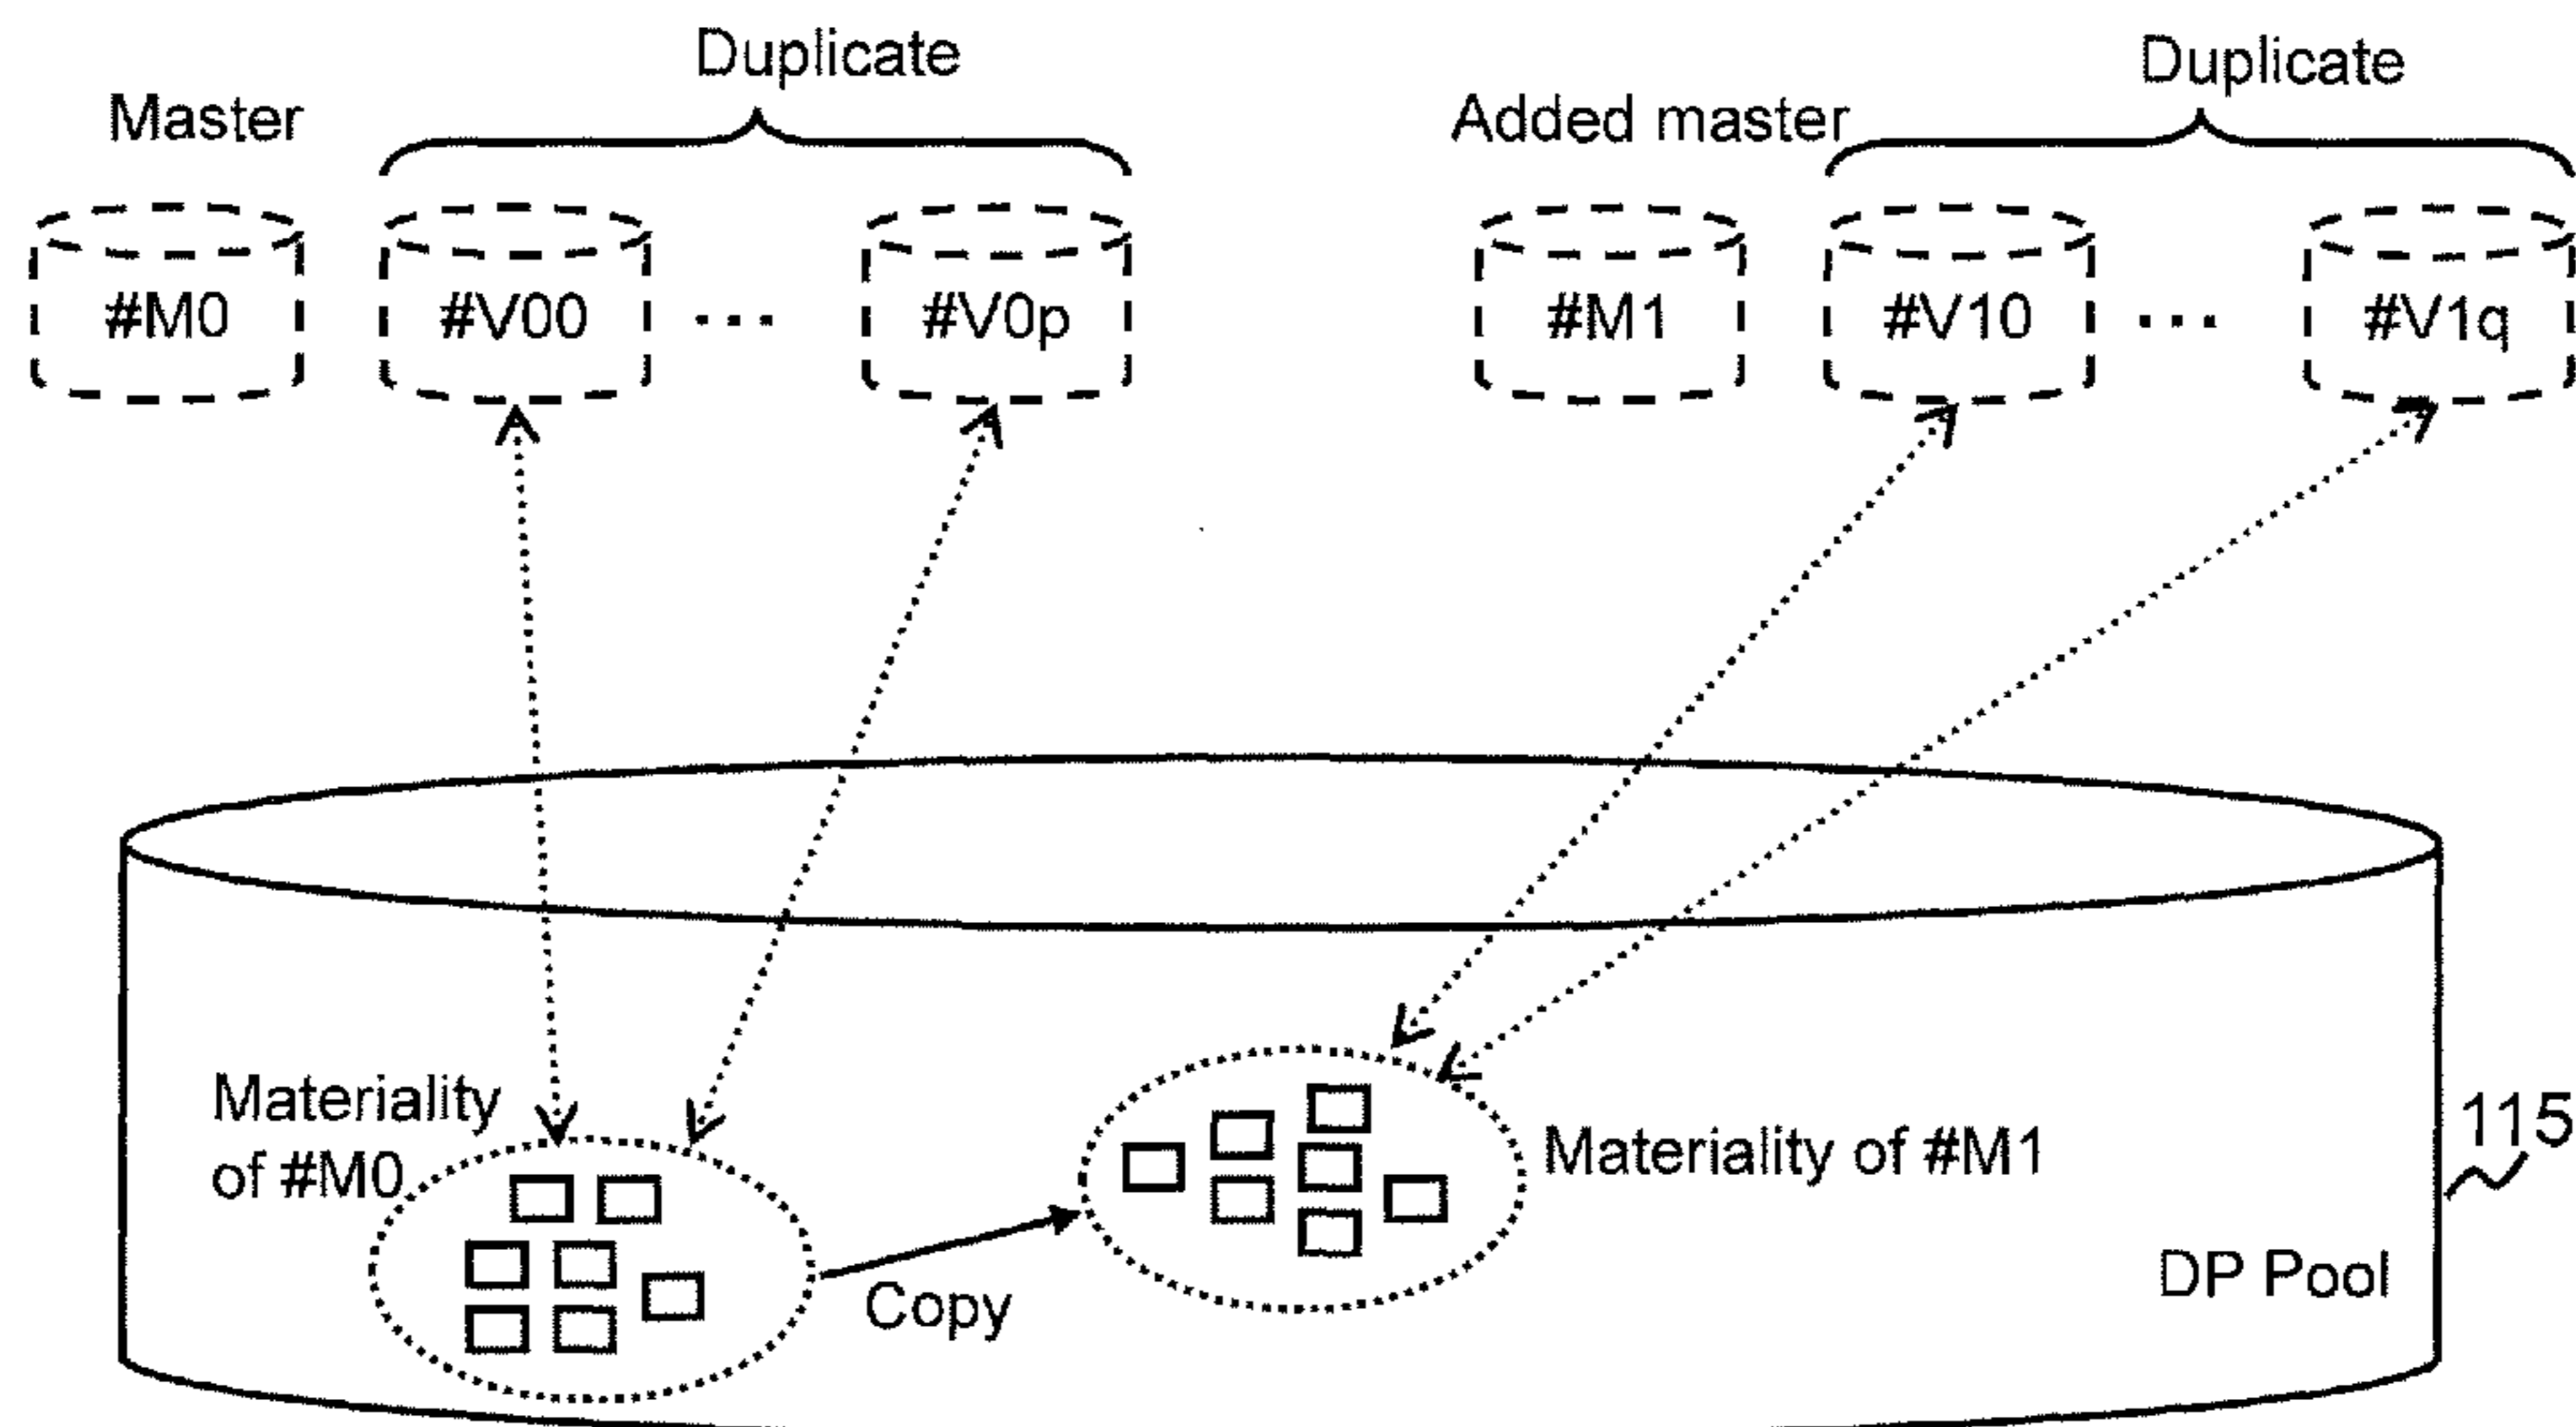 Duplicate
Duplicate
Master
Added master
#M0
#V00
...
#V0p
#M1
#V10
...
#V1q
Materiality
of #M0
Materiality of #M1
115
Copy
DP Pool